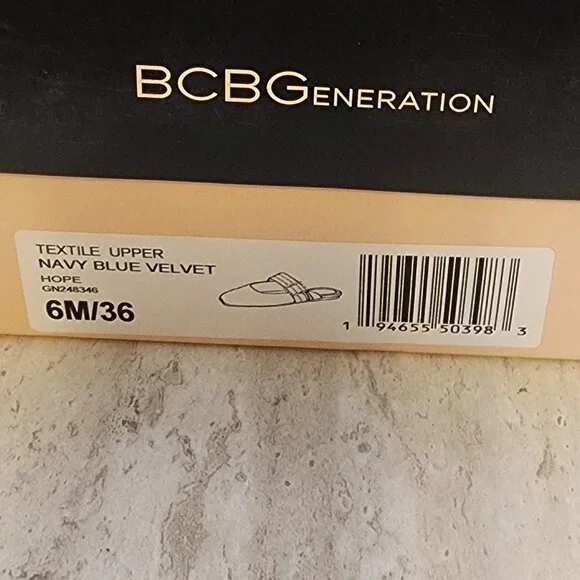 BCBGENERATION
TEXTILE UPPER
NAVY BLUE VELVET
HOPE
GN248346
6M/36
1 94655 50398 3